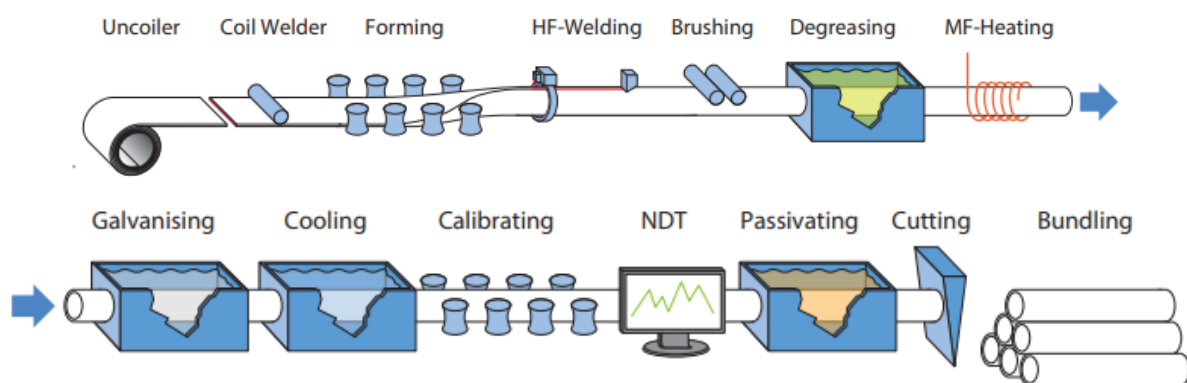 Uncoiler Coil Welder Forming HF-Welding Brushing Degreasing MF-Heating
Galvanising Cooling Calibrating NDT Passivating Cutting Bundling